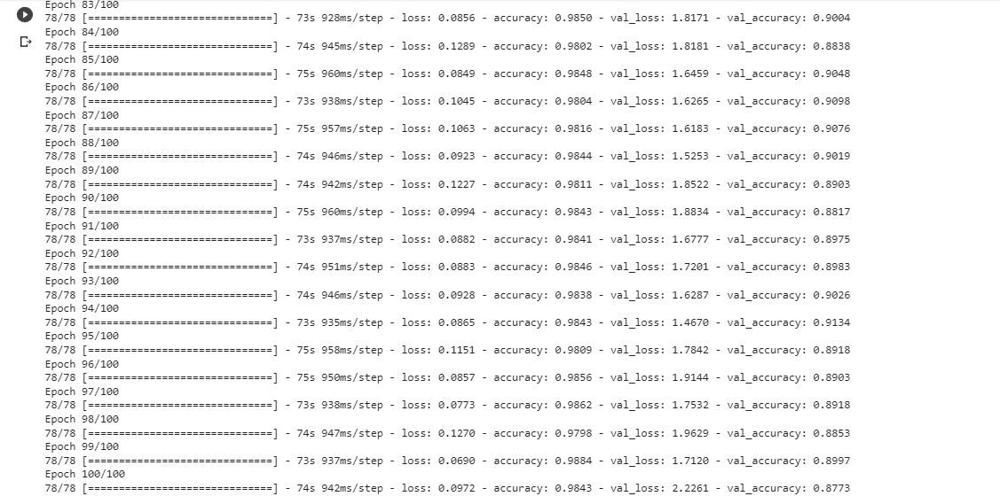 Epoch 83/100
78/78 [==============================] - 73s 928ms/step - loss: 0.0856 - accuracy: 0.9850 - val_loss: 1.8171 - val_accuracy: 0.9004
Epoch 84/100
78/78 [==============================] - 74s 945ms/step - loss: 0.1289 - accuracy: 0.9802 - val_loss: 1.8181 - val_accuracy: 0.8838
Epoch 85/100
78/78 [==============================] - 75s 960ms/step - loss: 0.0849 - accuracy: 0.9848 - val_loss: 1.6459 - val_accuracy: 0.9048
Epoch 86/100
78/78 [==============================] - 73s 938ms/step - loss: 0.1045 - accuracy: 0.9804 - val_loss: 1.6265 - val_accuracy: 0.9098
Epoch 87/100
78/78 [==============================] - 75s 957ms/step - loss: 0.1063 - accuracy: 0.9816 - val_loss: 1.6183 - val_accuracy: 0.9076
Epoch 88/100
78/78 [==============================] - 74s 946ms/step - loss: 0.0923 - accuracy: 0.9844 - val_loss: 1.5253 - val_accuracy: 0.9019
Epoch 89/100
78/78 [==============================] - 74s 942ms/step - loss: 0.1227 - accuracy: 0.9811 - val_loss: 1.8522 - val_accuracy: 0.8903
Epoch 90/100
78/78 [==============================] - 75s 960ms/step - loss: 0.0994 - accuracy: 0.9843 - val_loss: 1.8834 - val_accuracy: 0.8817
Epoch 91/100
78/78 [==============================] - 73s 937ms/step - loss: 0.0882 - accuracy: 0.9841 - val_loss: 1.6777 - val_accuracy: 0.8975
Epoch 92/100
78/78 [==============================] - 74s 951ms/step - loss: 0.0883 - accuracy: 0.9846 - val_loss: 1.7201 - val_accuracy: 0.8983
Epoch 93/100
78/78 [==============================] - 74s 946ms/step - loss: 0.0928 - accuracy: 0.9838 - val_loss: 1.6287 - val_accuracy: 0.9026
Epoch 94/100
78/78 [==============================] - 73s 935ms/step - loss: 0.0865 - accuracy: 0.9843 - val_loss: 1.4670 - val_accuracy: 0.9134
Epoch 95/100
78/78 [==============================] - 75s 958ms/step - loss: 0.1151 - accuracy: 0.9809 - val_loss: 1.7842 - val_accuracy: 0.8918
Epoch 96/100
78/78 [==============================] - 75s 950ms/step - loss: 0.0857 - accuracy: 0.9856 - val_loss: 1.9144 - val_accuracy: 0.8903
Epoch 97/100
78/78 [==============================] - 73s 938ms/step - loss: 0.0773 - accuracy: 0.9862 - val_loss: 1.7532 - val_accuracy: 0.8918
Epoch 98/100
78/78 [==============================] - 74s 947ms/step - loss: 0.1270 - accuracy: 0.9798 - val_loss: 1.9629 - val_accuracy: 0.8853
Epoch 99/100
78/78 [==============================] - 73s 937ms/step - loss: 0.0690 - accuracy: 0.9884 - val_loss: 1.7120 - val_accuracy: 0.8997
Epoch 100/100
78/78 [==============================] - 74s 942ms/step - loss: 0.0972 - accuracy: 0.9843 - val_loss: 2.2261 - val_accuracy: 0.8773